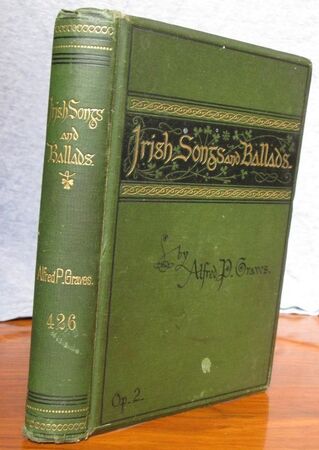 Irish Songs
and
Ballads.
Alfred P. Graves.
426
Irish Songs and Ballads.
by
Alfred P. Graves.
Op. 2.